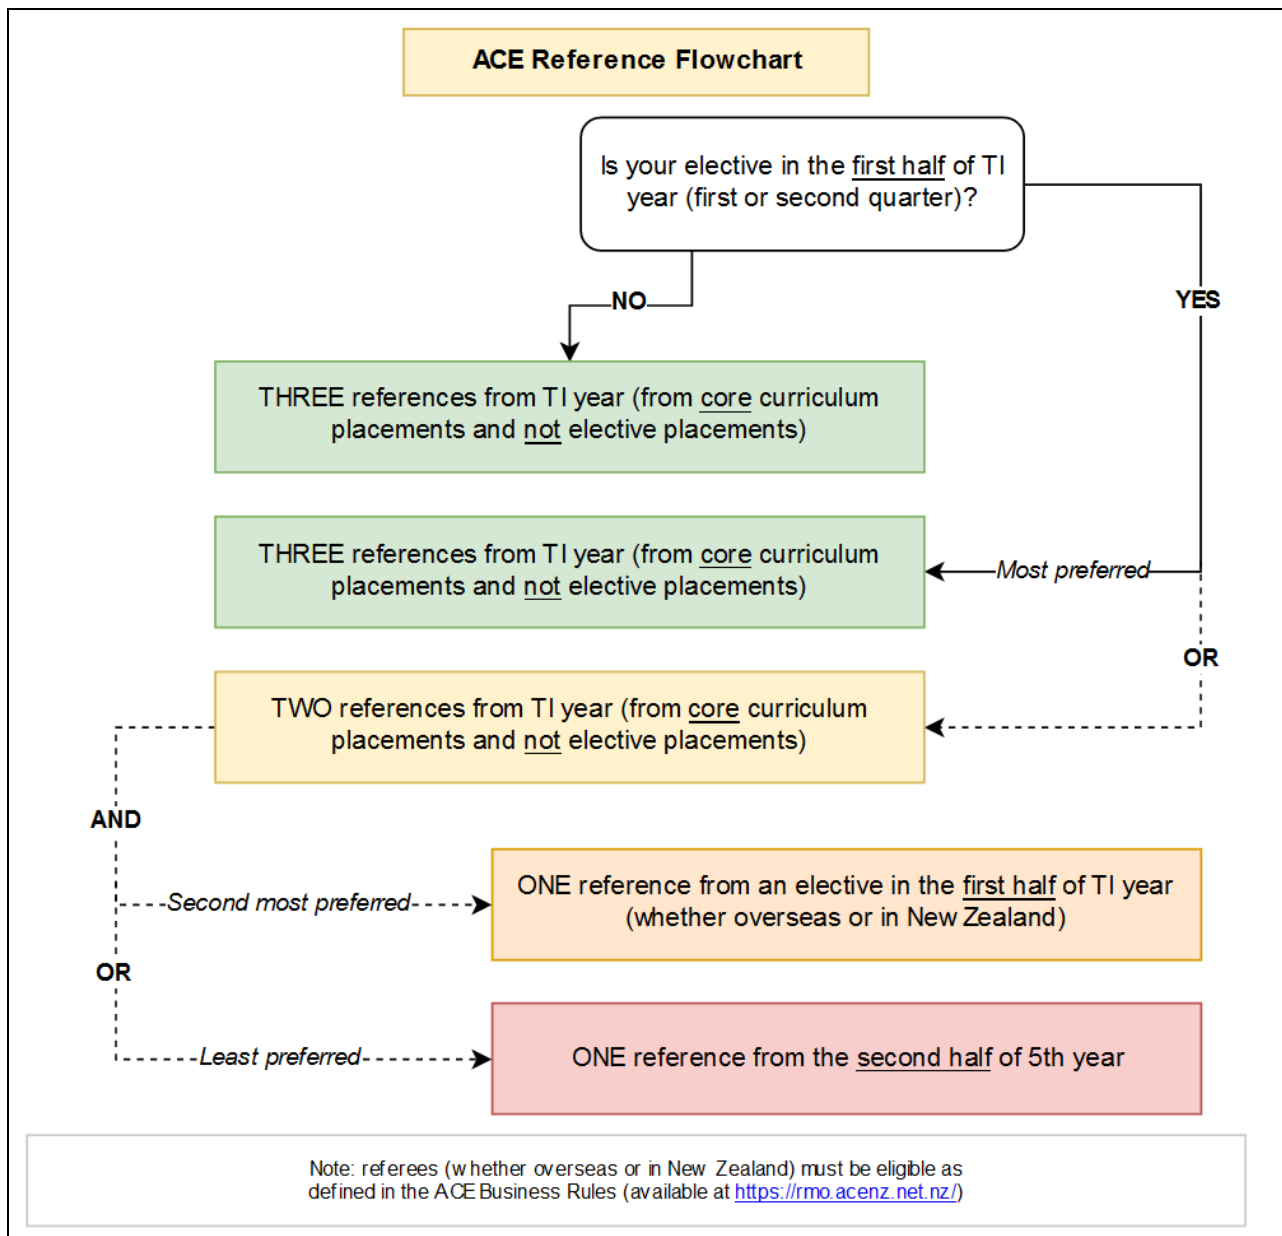 ACE Reference Flowchart
Is your elective in the first half of TI
year (first or second quarter)?
NO
YES
THREE references from TI year (from core curriculum
placements and not elective placements)
THREE references from TI year (from core curriculum
placements and not elective placements)
Most preferred
OR
TWO references from TI year (from core curriculum
placements and not elective placements)
AND
Second most preferred
ONE reference from an elective in the first half of TI year
(whether overseas or in New Zealand)
OR
Least preferred
ONE reference from the second half of 5th year
Note: referees (whether overseas or in New Zealand) must be eligible as
defined in the ACE Business Rules (available at https://rmo.acenz.net.nz/)